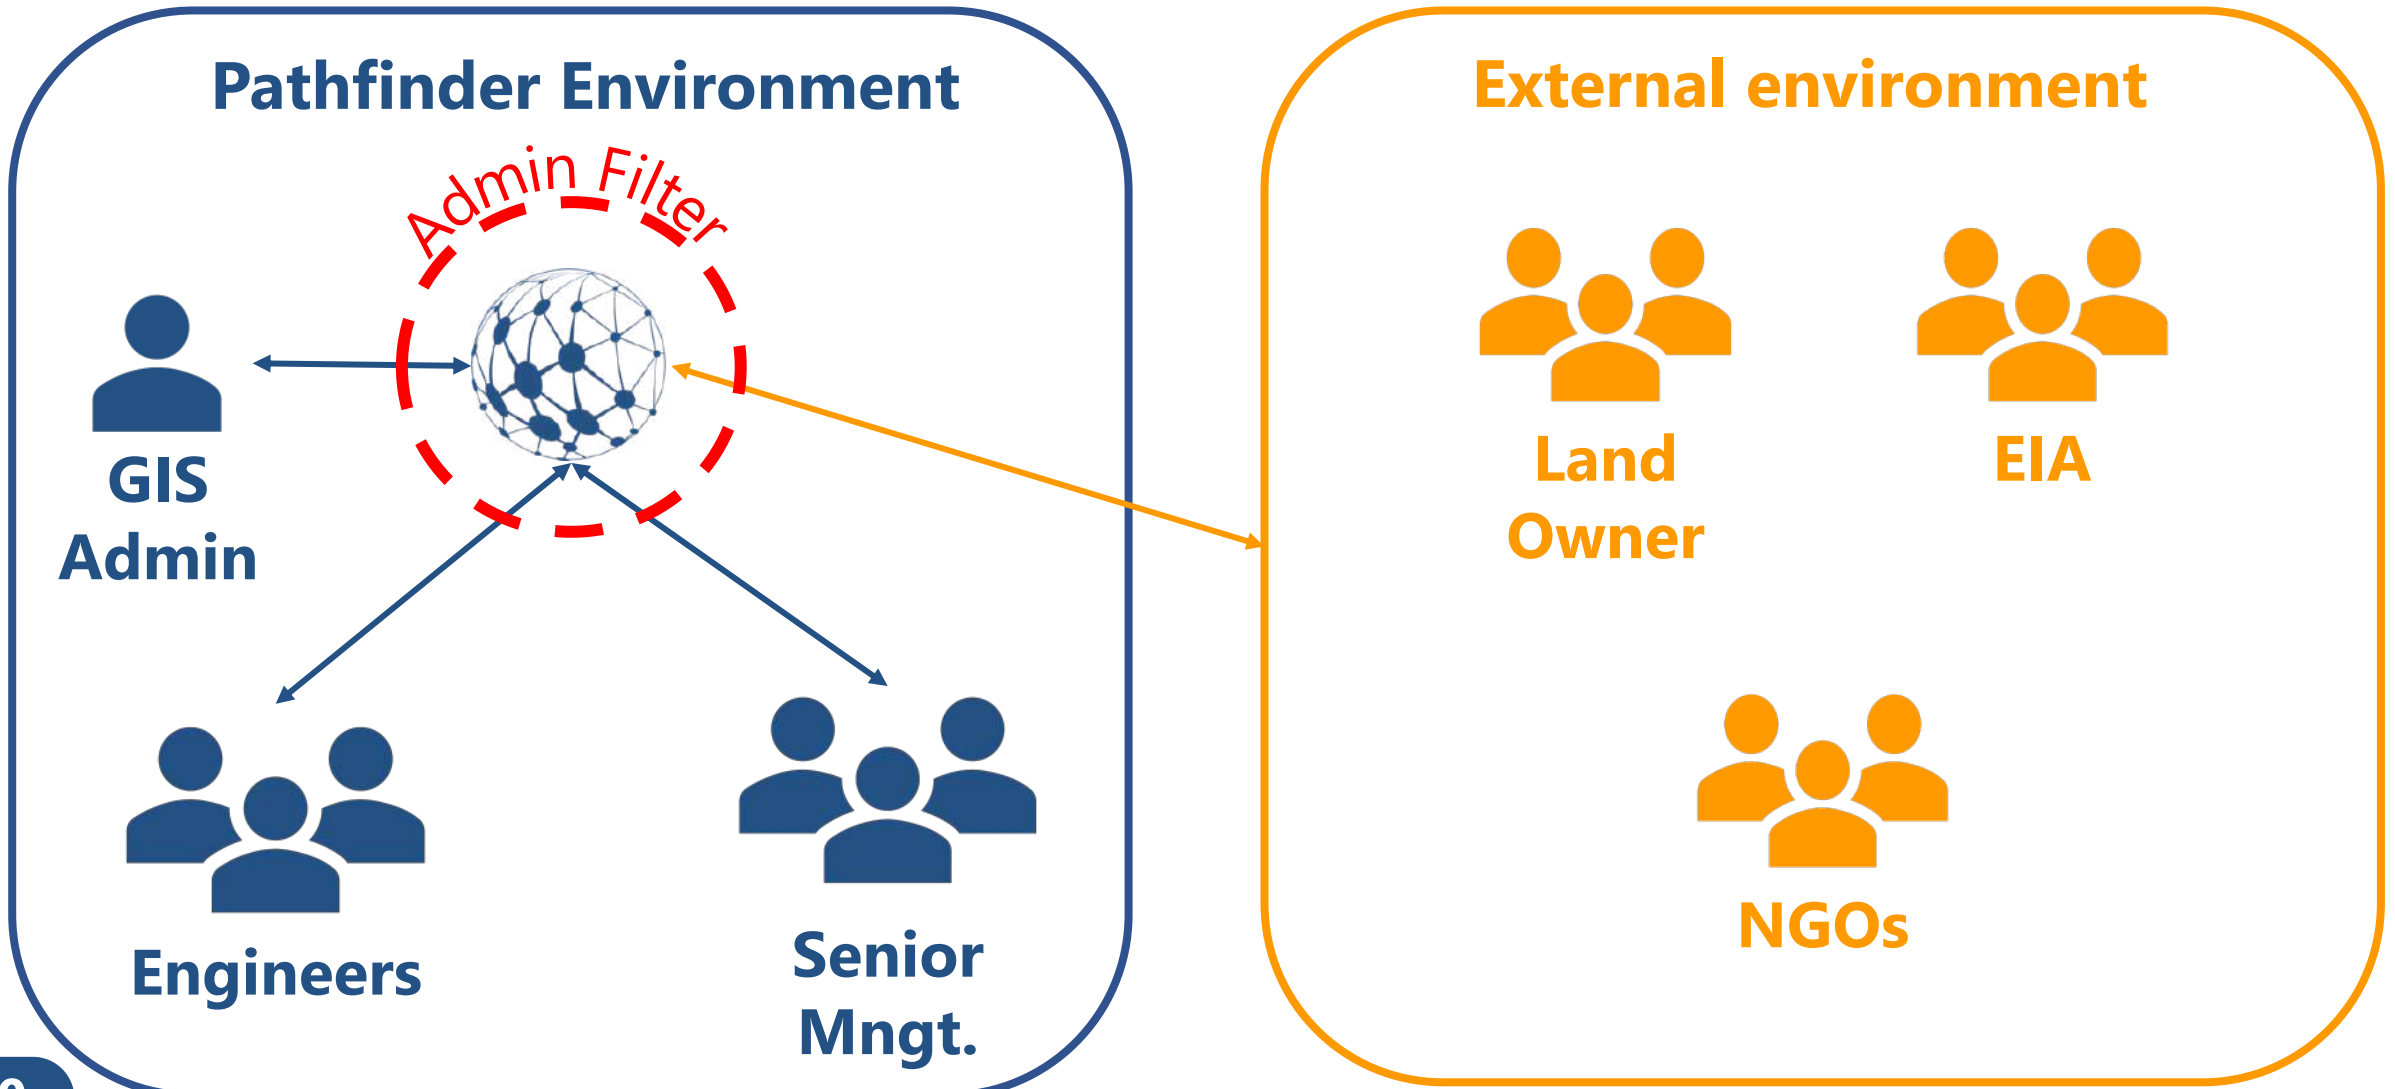 Pathfinder Environment
Admin Filter
GIS
Admin
Engineers
Senior
Mngt.
External environment
Land
Owner
EIA
NGOs